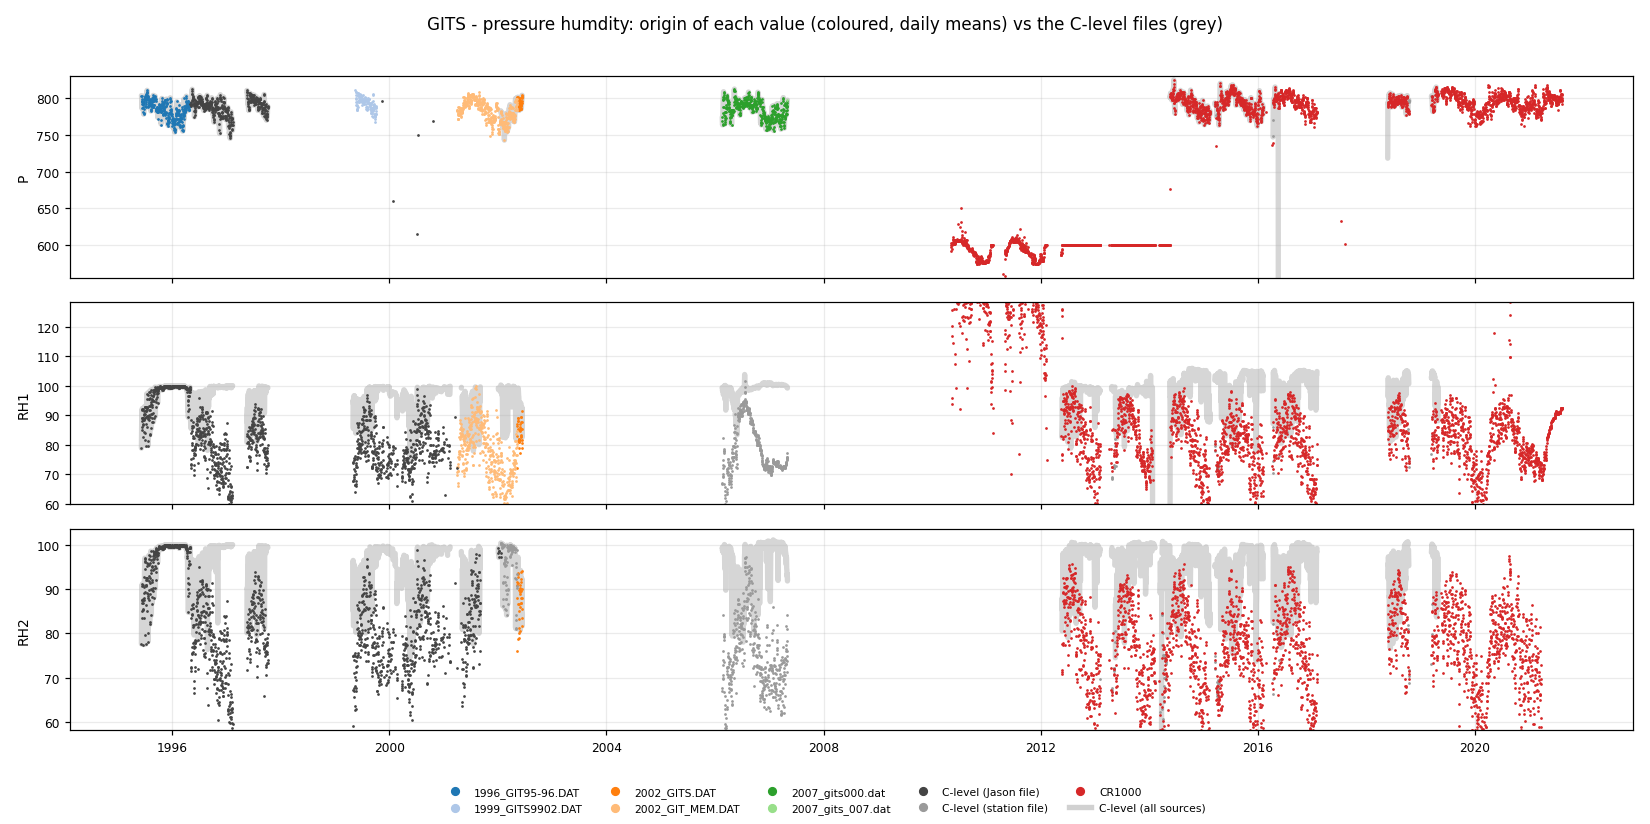 GITS - pressure humdity: origin of each value (coloured, daily means) vs the C-level files (grey)
P
800
750
700
650
600
RH1
120
110
100
90
80
70
60
RH2
100
90
80
70
60
1996 2000 2004 2008 2012 2016 2020
1996_GIT95-96.DAT 2002_GITS.DAT 2007_gits000.dat C-level (Jason file) CR1000
1999_GITS9902.DAT 2002_GIT_MEM.DAT 2007_gits_007.dat C-level (station file) C-level (all sources)